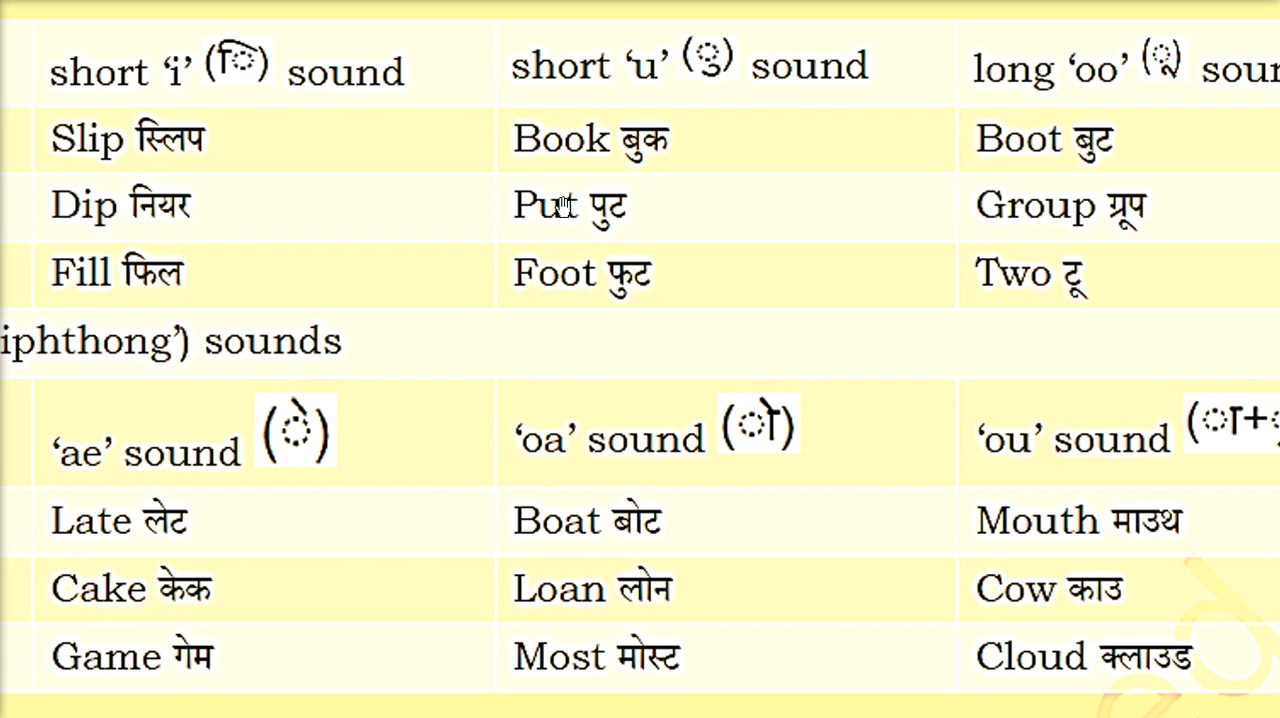 short ‘i’ (ि) sound short ‘u’ (ु) sound long ‘oo’ (ू) sour
Slip स्लिप Book बुक Boot बुट
Dip नियर Put पुट Group ग्रूप
Fill फिल Foot फुट Two टू
iphthong’) sounds
‘ae’ sound (े) ‘oa’ sound (ो) ‘ou’ sound (ा+
Late लेट Boat बोट Mouth माउथ
Cake केक Loan लोन Cow काउ
Game गेम Most मोस्ट Cloud क्लाउड